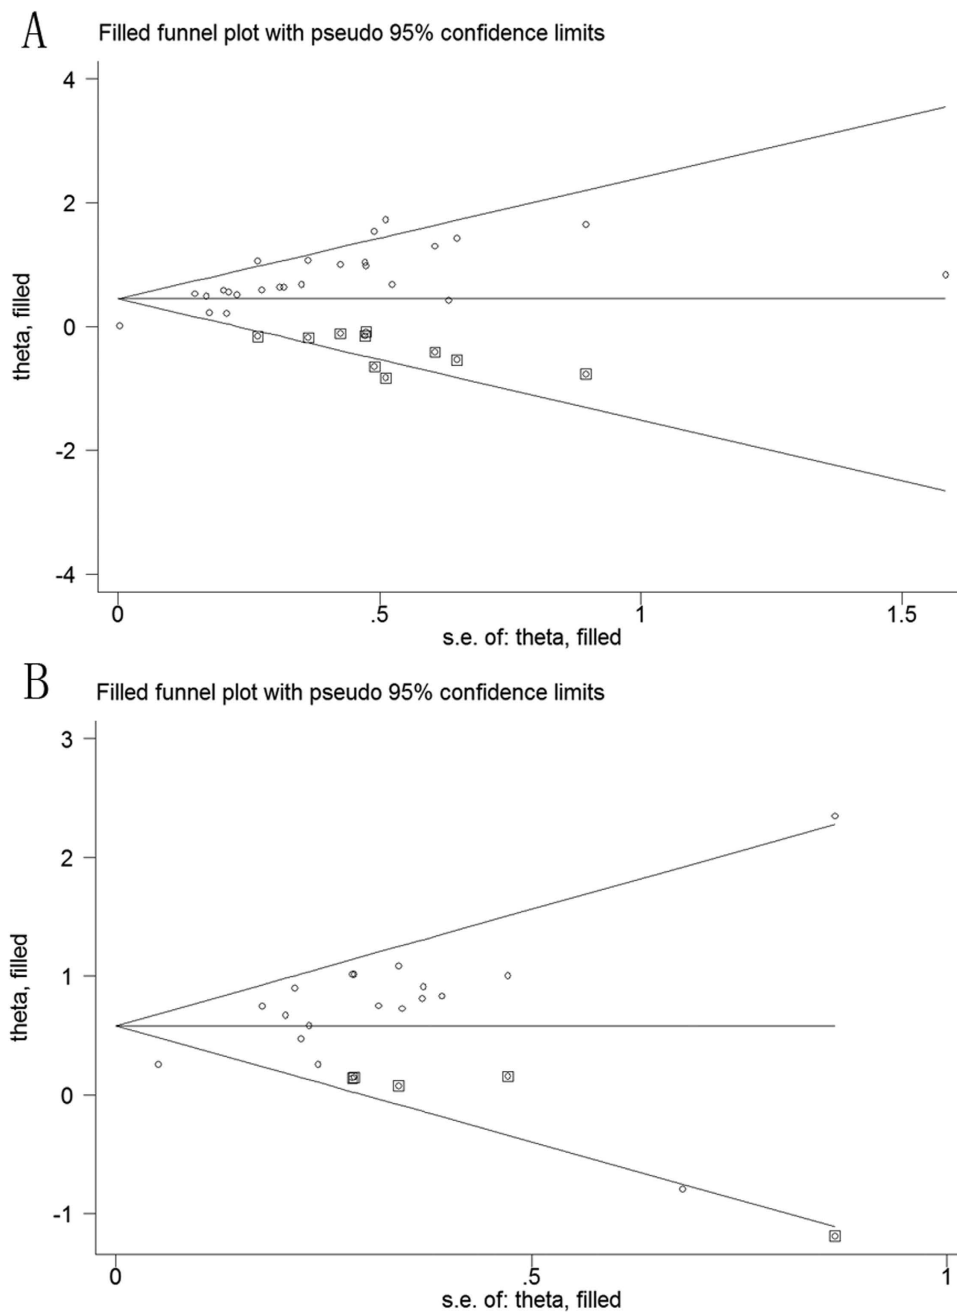 A
Filled funnel plot with pseudo 95% confidence limits
4
2
0
-2
-4
theta, filled
0
.5
1
1.5
s.e. of: theta, filled
B
Filled funnel plot with pseudo 95% confidence limits
3
2
1
0
-1
theta, filled
0
.5
1
s.e. of: theta, filled